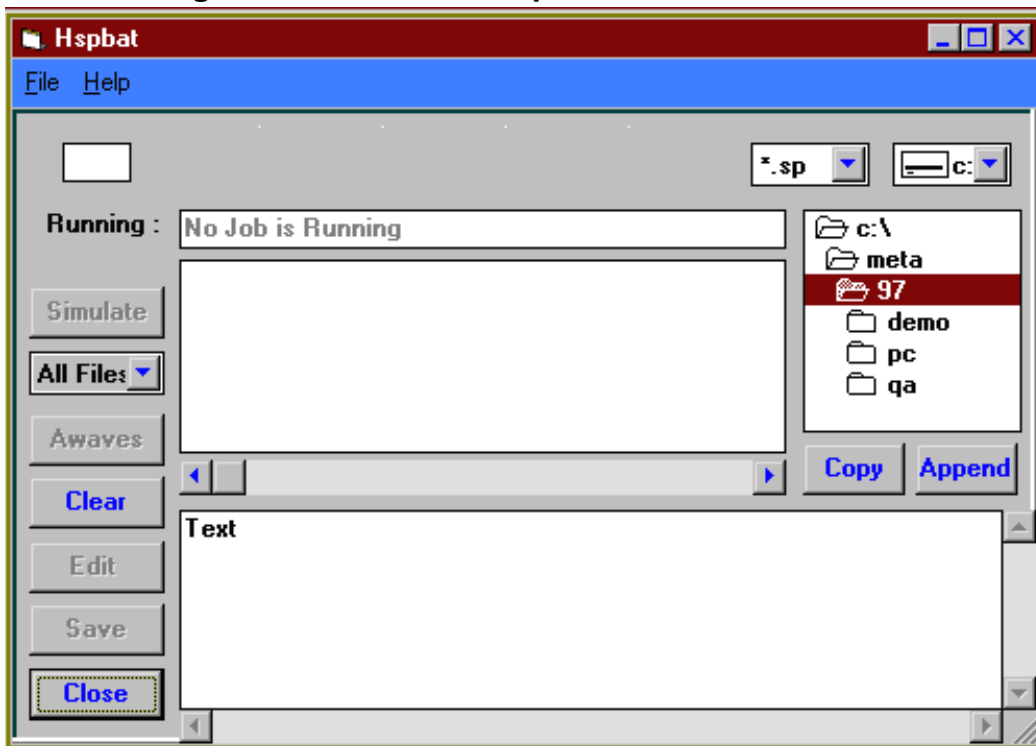 Hspbat
File Help
*.sp
c:
Running :
No Job is Running
c:\
meta
97
demo
pc
qa
Simulate
All Files
Awaves
Clear
Edit
Save
Close
Copy
Append
Text